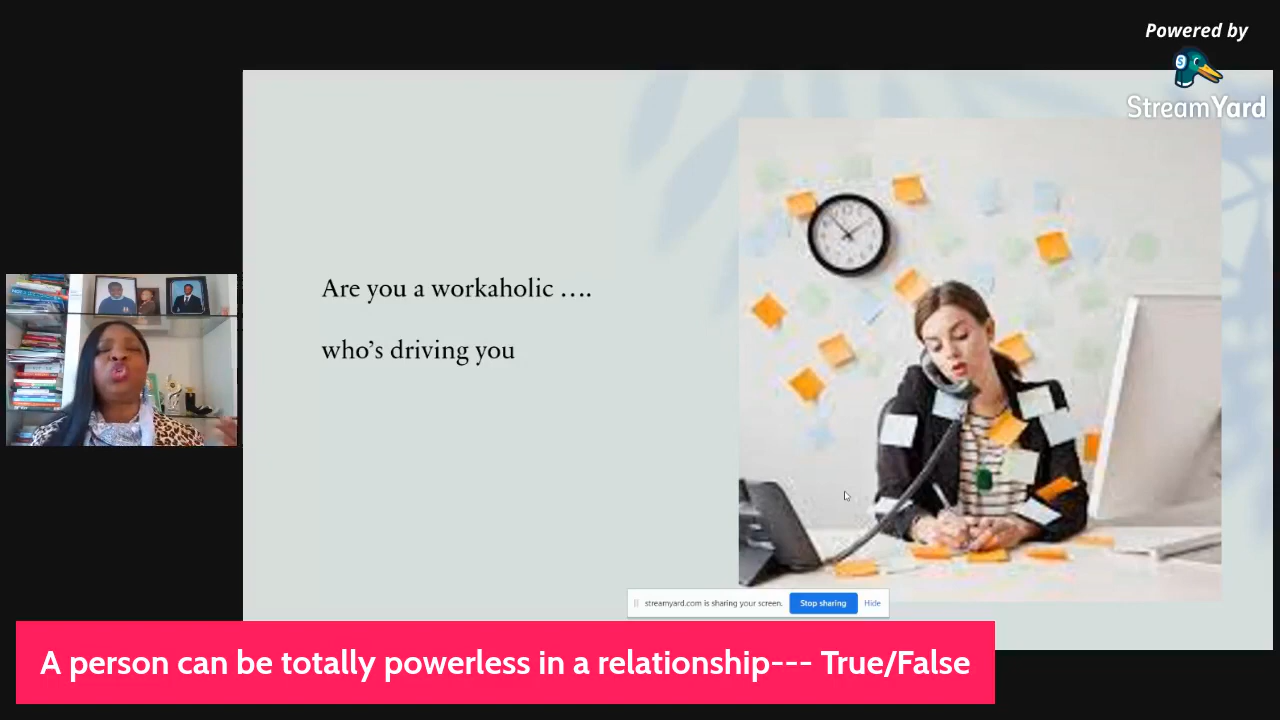 Powered by
StreamYard
Are you a workaholic ….
who’s driving you
streamyard.com is sharing your screen.
Stop sharing
Hide
A person can be totally powerless in a relationship--- True/False